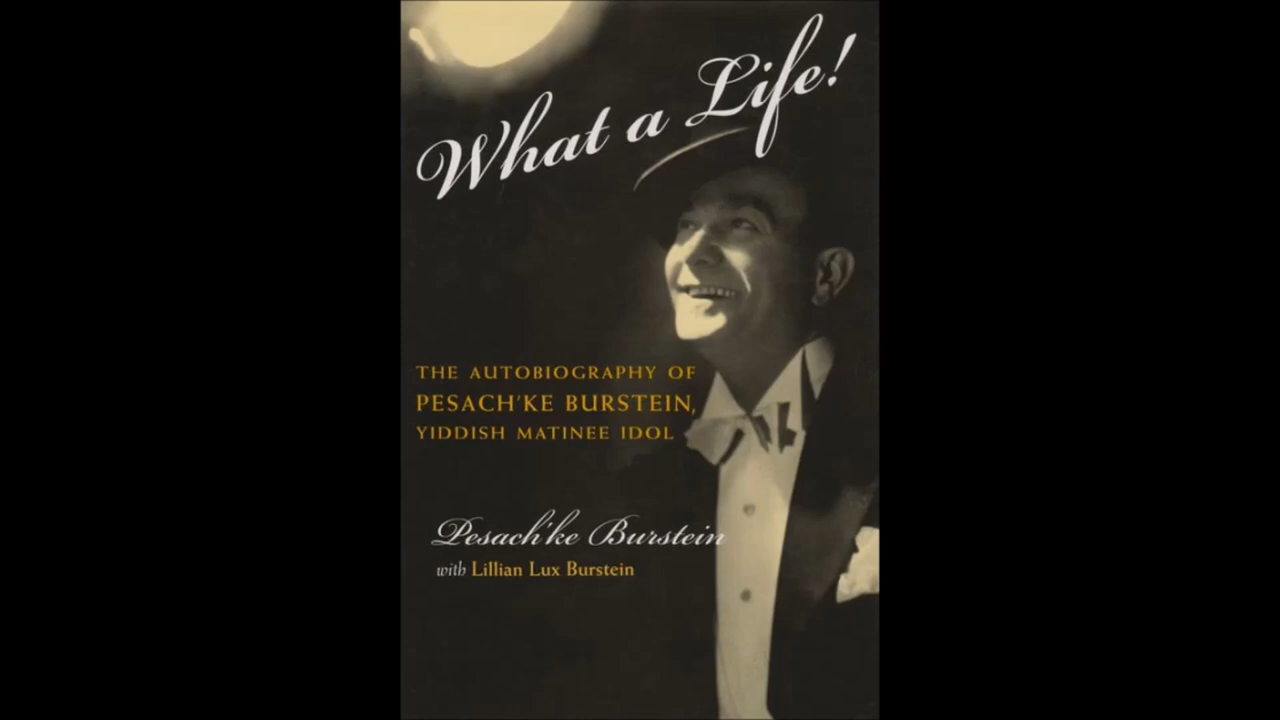 What a Life!
THE AUTOBIOGRAPHY OF
PESACH'KE BURSTEIN,
YIDDISH MATINEE IDOL
Pesach'ke Burstein
with Lillian Lux Burstein